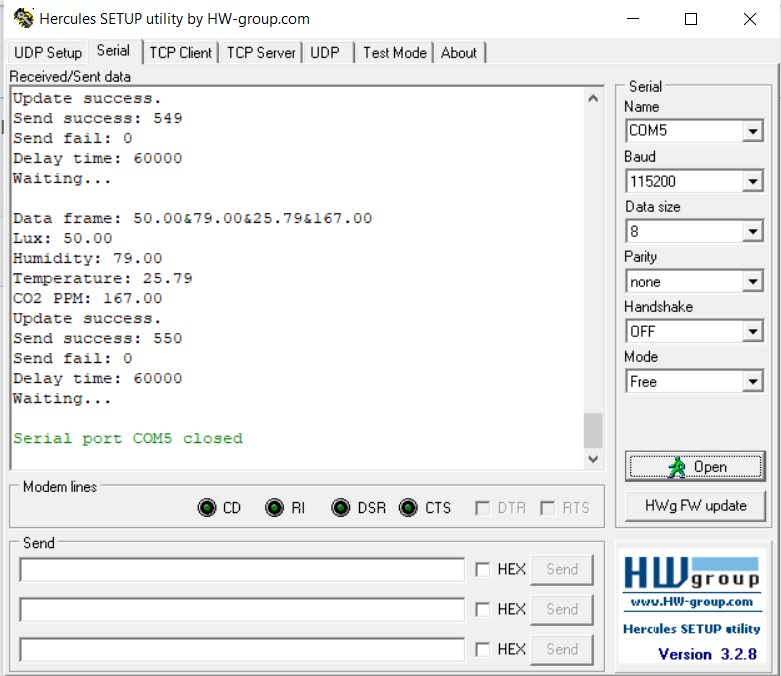 Hercules SETUP utility by HW-group.com
UDP Setup Serial TCP Client TCP Server UDP Test Mode About
Received/Sent data
Update success.
Send success: 549
Send fail: 0
Delay time: 60000
Waiting...
Data frame: 50.00&79.00&25.79&167.00
Lux: 50.00
Humidity: 79.00
Temperature: 25.79
CO2 PPM: 167.00
Update success.
Send success: 550
Send fail: 0
Delay time: 60000
Waiting...
Serial port COM5 closed
Serial
Name
COM5
Baud
115200
Data size
8
Parity
none
Handshake
OFF
Mode
Free
Open
HWg FW update
Modem lines
CD RI DSR CTS DTR RTS
Send
HEX Send
HEX Send
HEX Send
HW group
www.HW-group.com
Hercules SETUP utility
Version 3.2.8